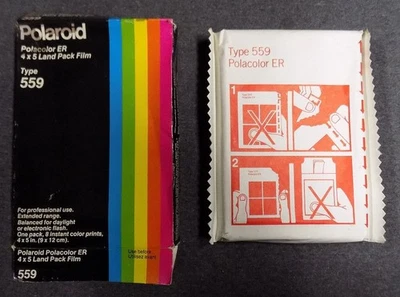 Polaroid
Polacolor ER
4 x 5 Land Pack Film
Type
559
For professional use.
Extended range.
Balanced for daylight
or electronic flash.
One pack, 8 instant color prints,
4 x 5 in. (9 x 12 cm).
Polaroid Polacolor ER
4 x 5 Land Pack Film
559
Use before
Type 559
Polacolor ER
1
2